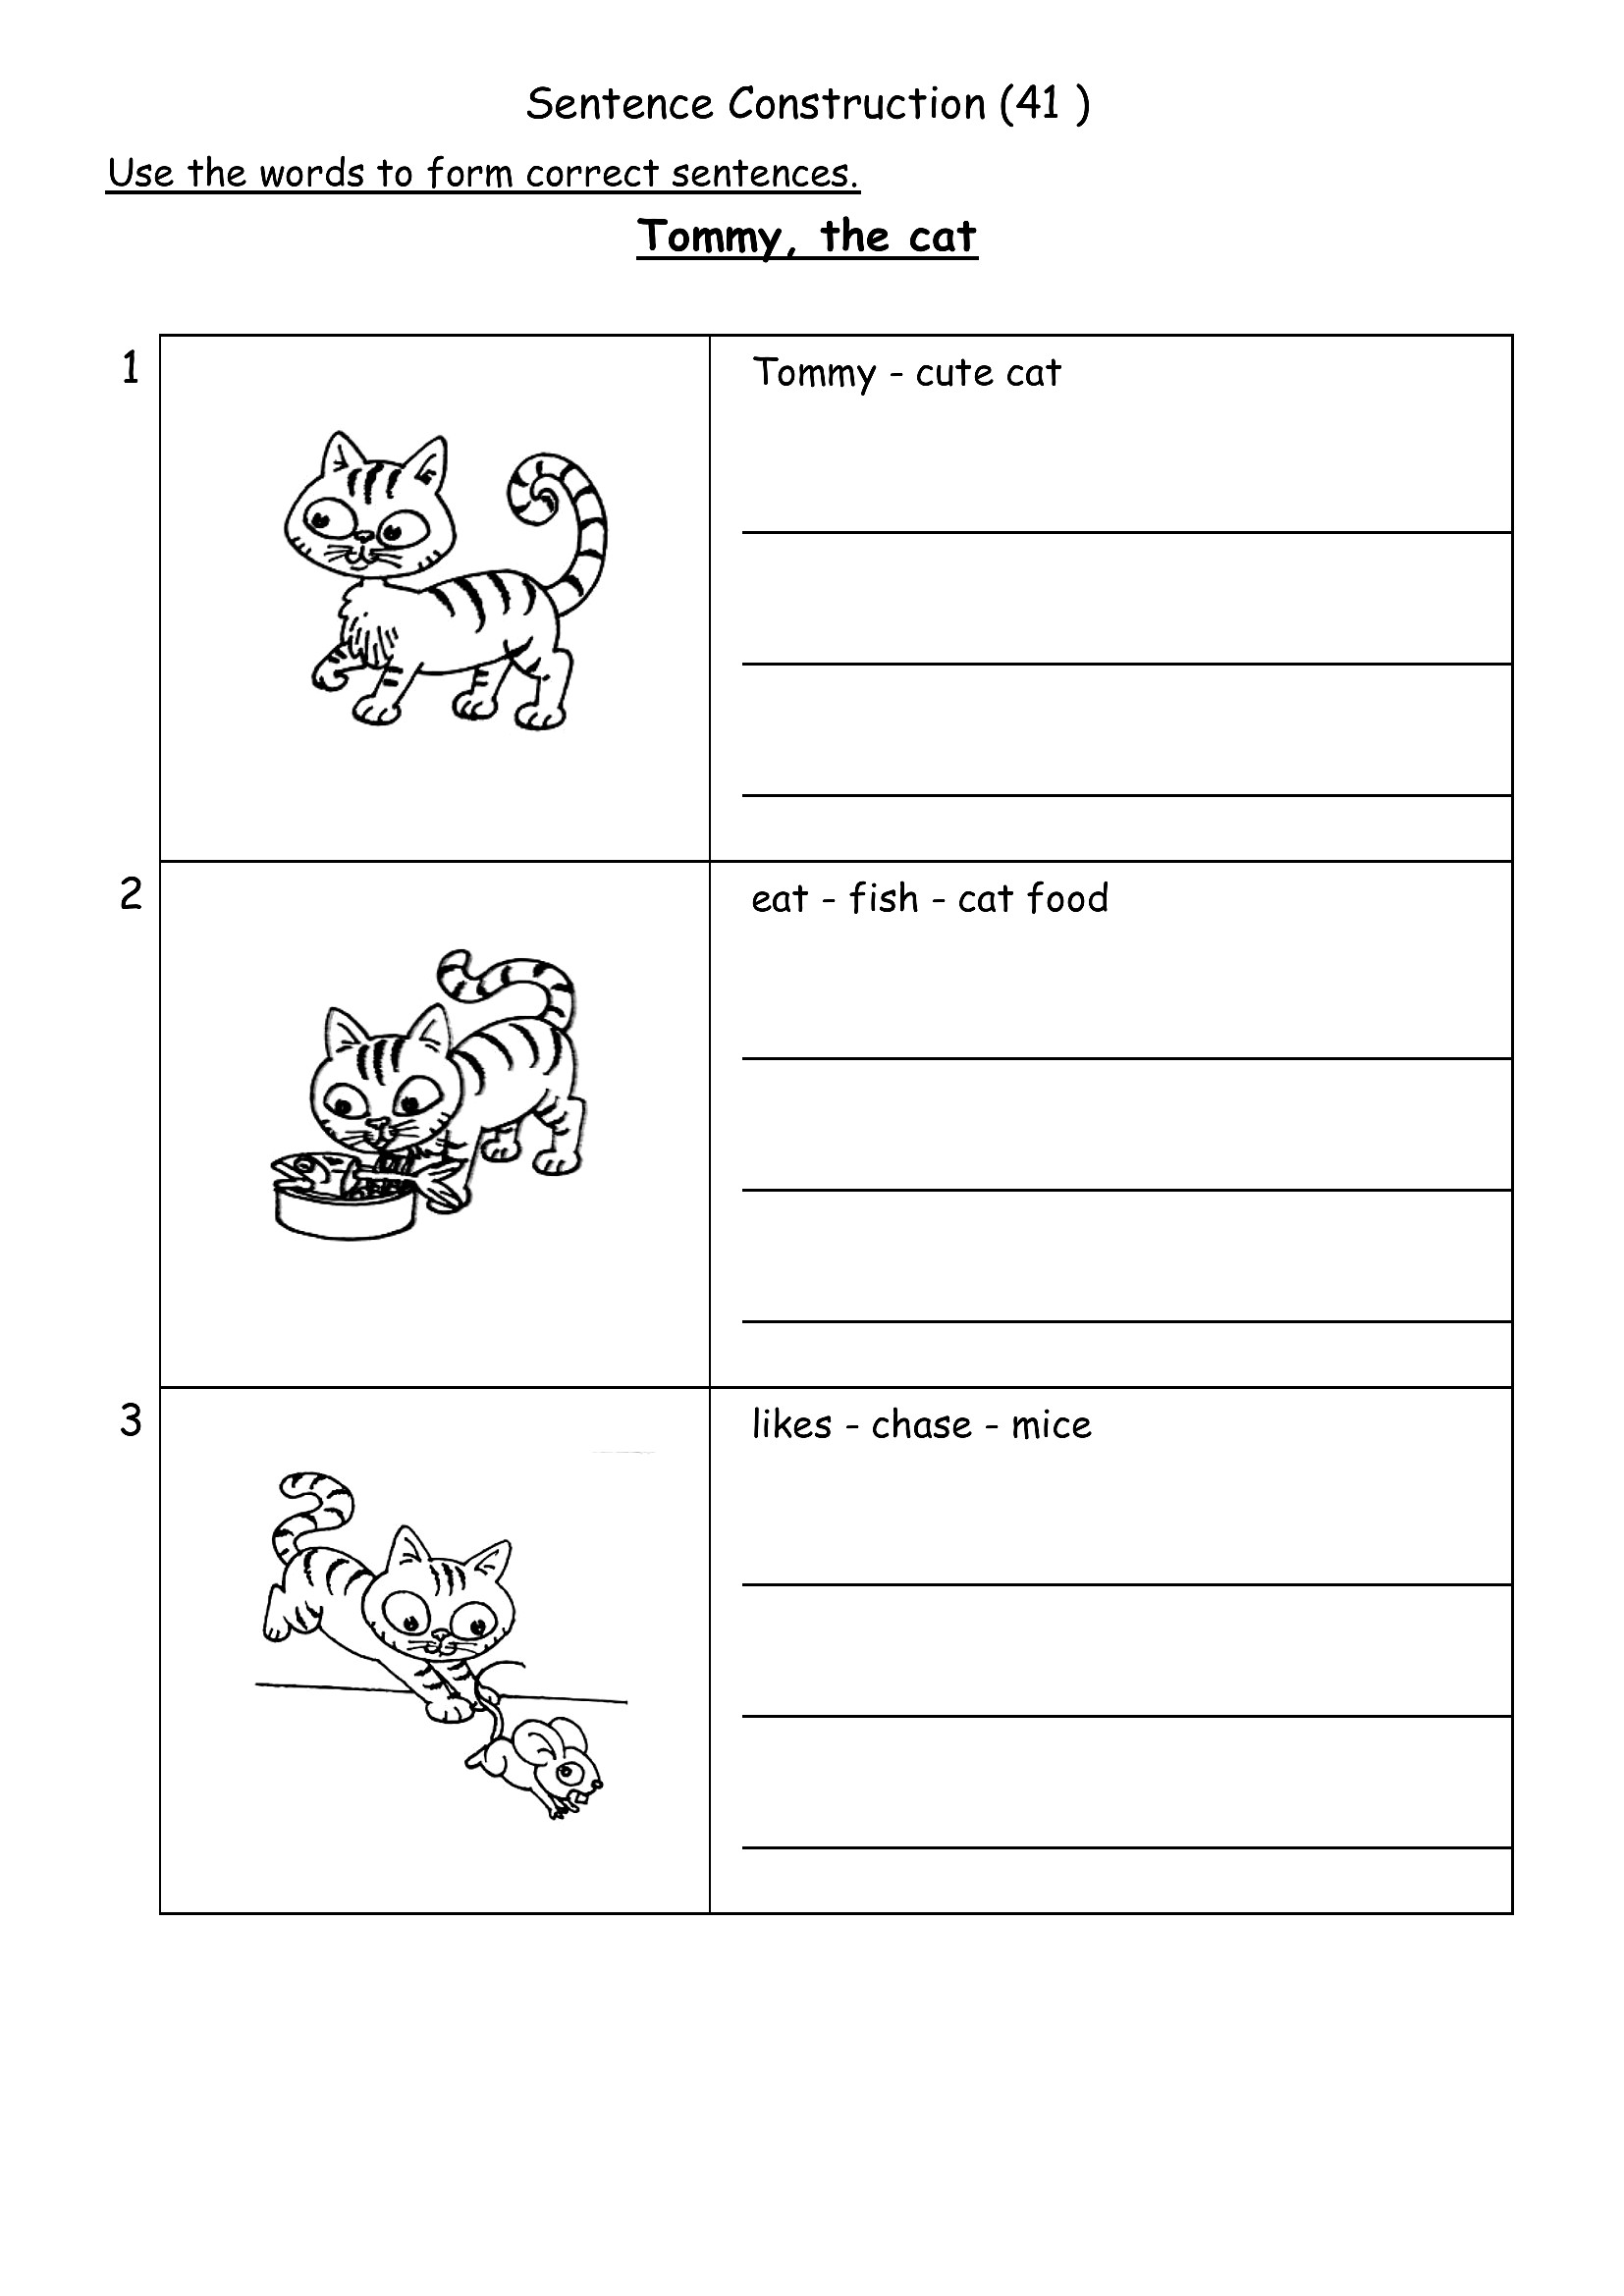 Sentence Construction (41 )
Use the words to form correct sentences.
Tommy, the cat
1
Tommy - cute cat
2
eat - fish - cat food
3
likes - chase - mice